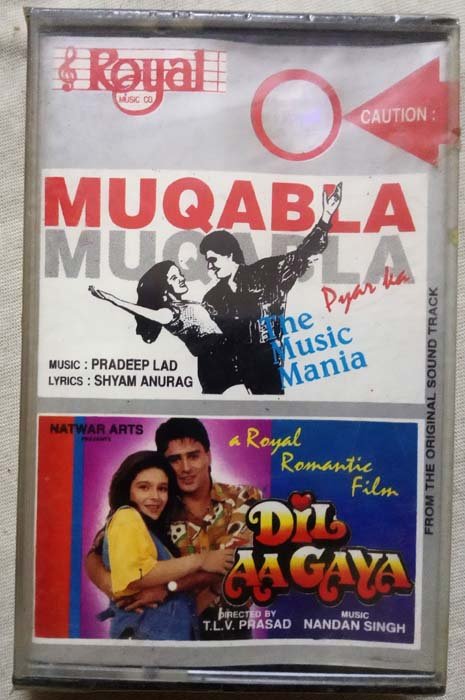 Royal
MUSIC CO.
CAUTION :
MUQABLA
MUQABLA
Pyar ka
The
Music
Mania
MUSIC : PRADEEP LAD
LYRICS : SHYAM ANURAG
FROM THE ORIGINAL SOUND TRACK
NATWAR ARTS
PRESENTS
a Royal
Romantic
Film
DIL
AA GAYA
DIRECTED BY
T.L.V. PRASAD
MUSIC
NANDAN SINGH